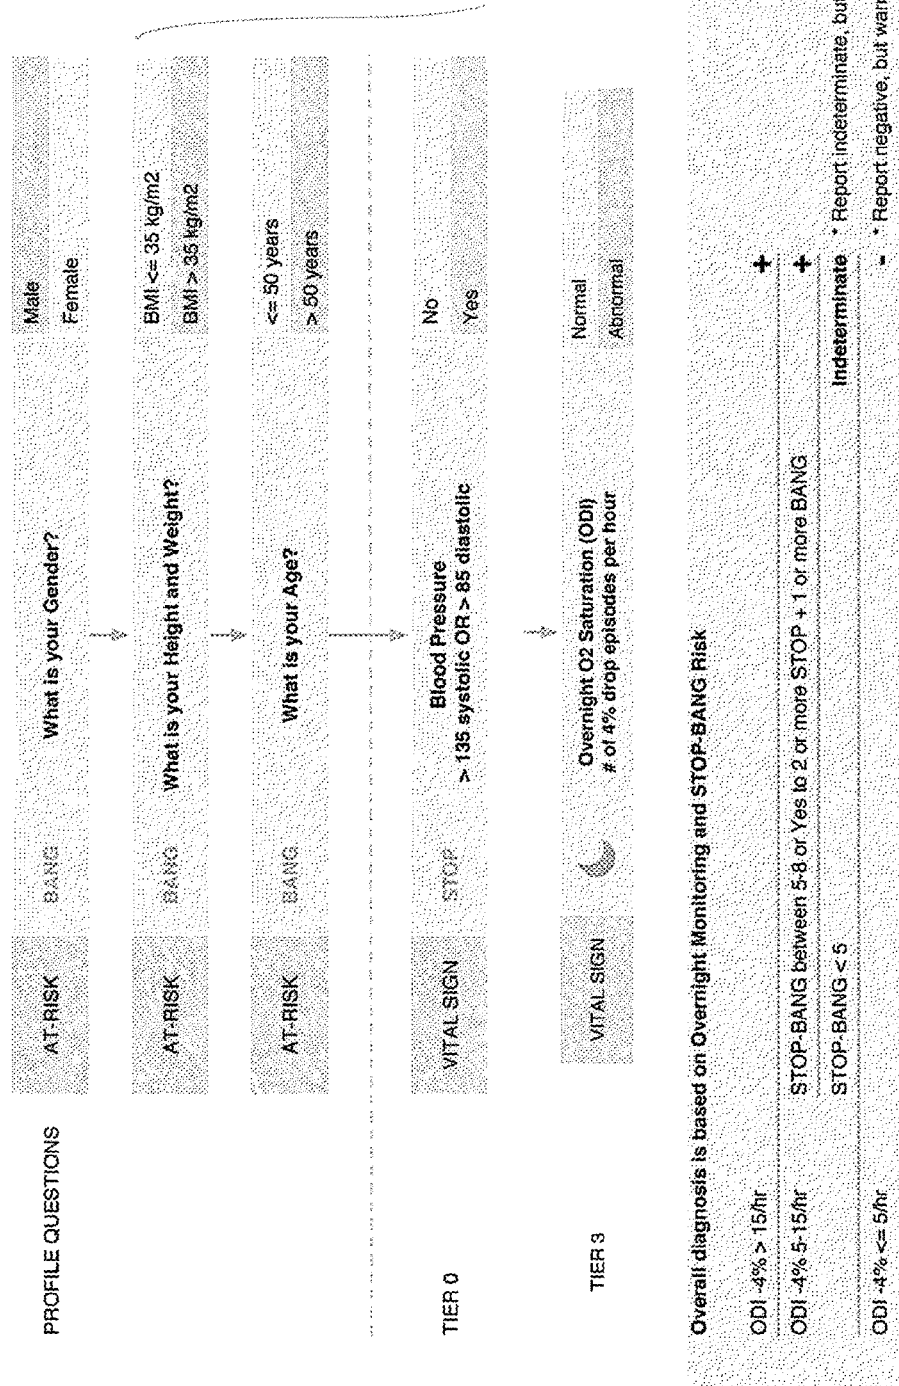 PROFILE QUESTIONS
AT-RISK
BANG
What is your Gender?
Male
Female
AT-RISK
BANG
What is your Height and Weight?
BMI <= 35 kg/m2
BMI > 35 kg/m2
AT-RISK
BANG
What is your Age?
<= 50 years
> 50 years
TIER 0
VITAL SIGN
STOP
Blood Pressure
> 135 systolic OR > 85 diastolic
No
Yes
TIER 3
VITAL SIGN
Overnight O2 Saturation (ODI)
# of 4% drop episodes per hour
Normal
Abnormal
Overall diagnosis is based on Overnight Monitoring and STOP-BANG Risk
ODI -4% > 15/hr
+
ODI -4% 5-15/hr
STOP-BANG between 5-8 or Yes to 2 or more STOP + 1 or more BANG
+
STOP-BANG < 5
Indeterminate
* Report indeterminate, but
ODI -4% <= 5/hr
-
* Report negative, but warn